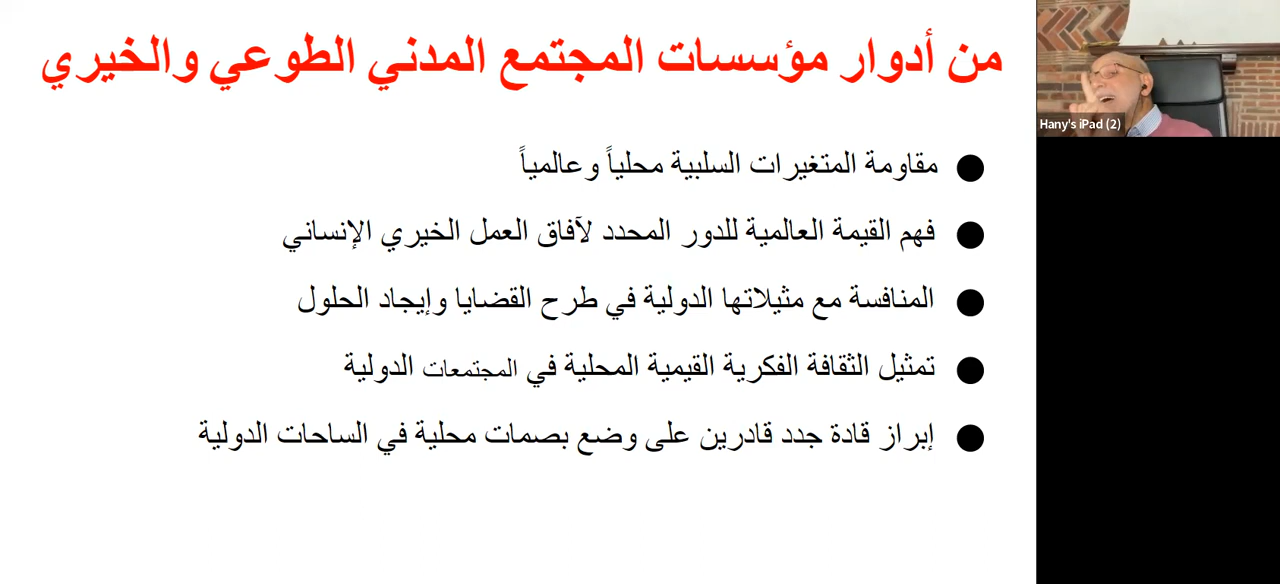 من أدوار مؤسسات المجتمع المدني الطوعي والخيري
Hany's iPad (2)
● مقاومة المتغيرات السلبية محلياً وعالمياً
● فهم القيمة العالمية للدور المحدد لآفاق العمل الخيري الإنساني
● المنافسة مع مثيلاتها الدولية في طرح القضايا وإيجاد الحلول
● تمثيل الثقافة الفكرية القيمية المحلية في المجتمعات الدولية
● إبراز قادة جدد قادرين على وضع بصمات محلية في الساحات الدولية